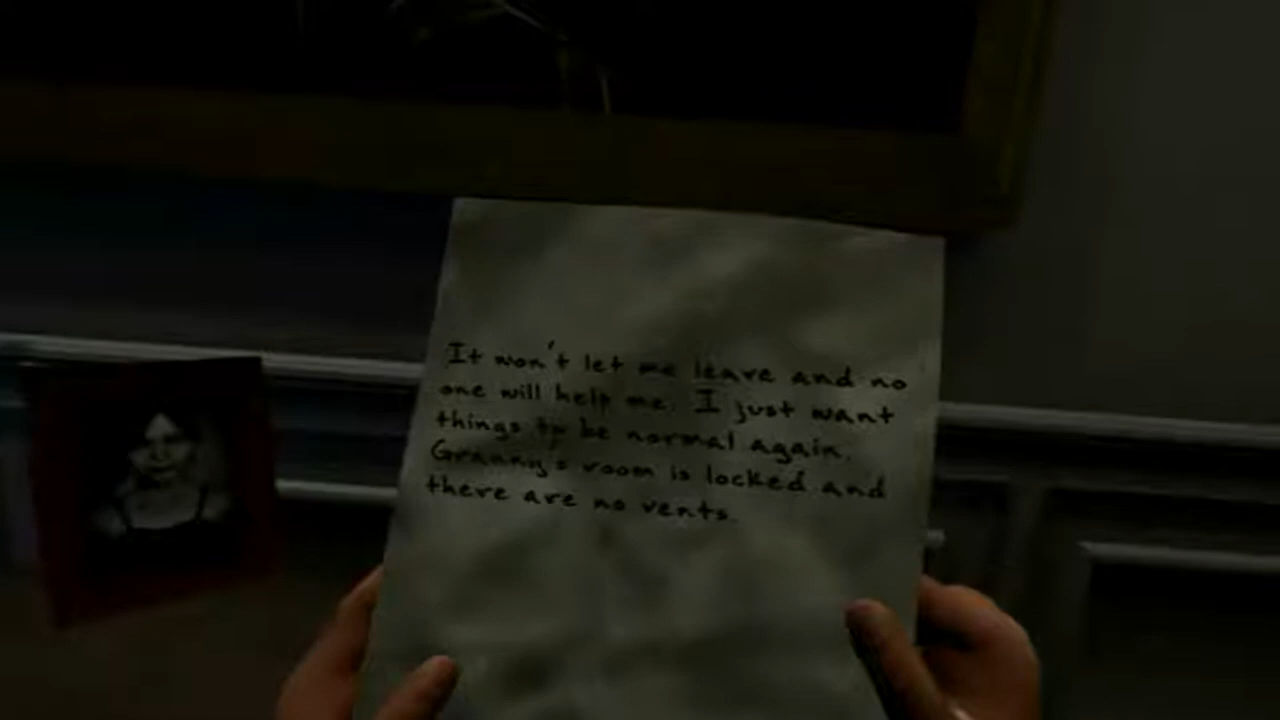 It won't let me leave and no
one will help me. I just want
things to be normal again.
Granny's room is locked and
there are no vents.